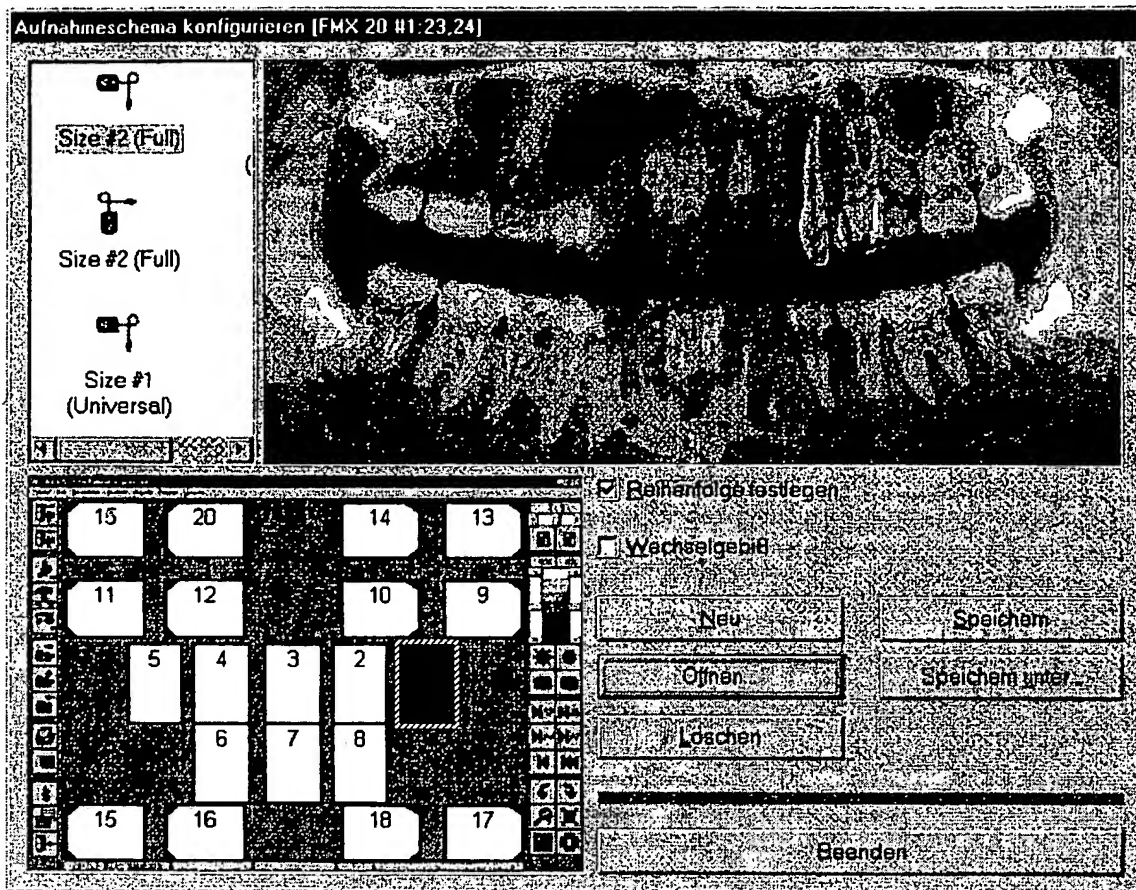 Aufnahmeschema konfigurieren [FMX 20 #1:23,24]
Size #2 (Full)
Size #2 (Full)
Size #1
(Universal)
15 20 14 13
11 12 10 9
5 4 3 2
6 7 8
15 16 18 17
Reihenfolge festlegen
Wechselgebiß
Neu Speichern
Öffnen... Speichern unter...
Löschen
Beenden